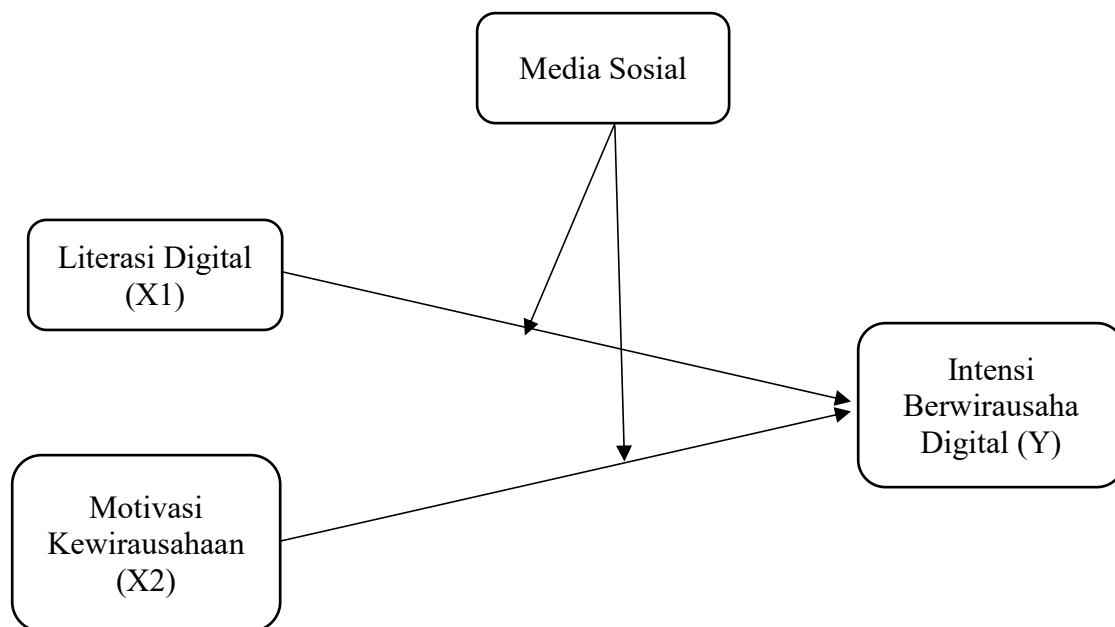 Media Sosial
Literasi Digital
(X1)
Intensi
Berwirausaha
Digital (Y)
Motivasi
Kewirausahaan
(X2)